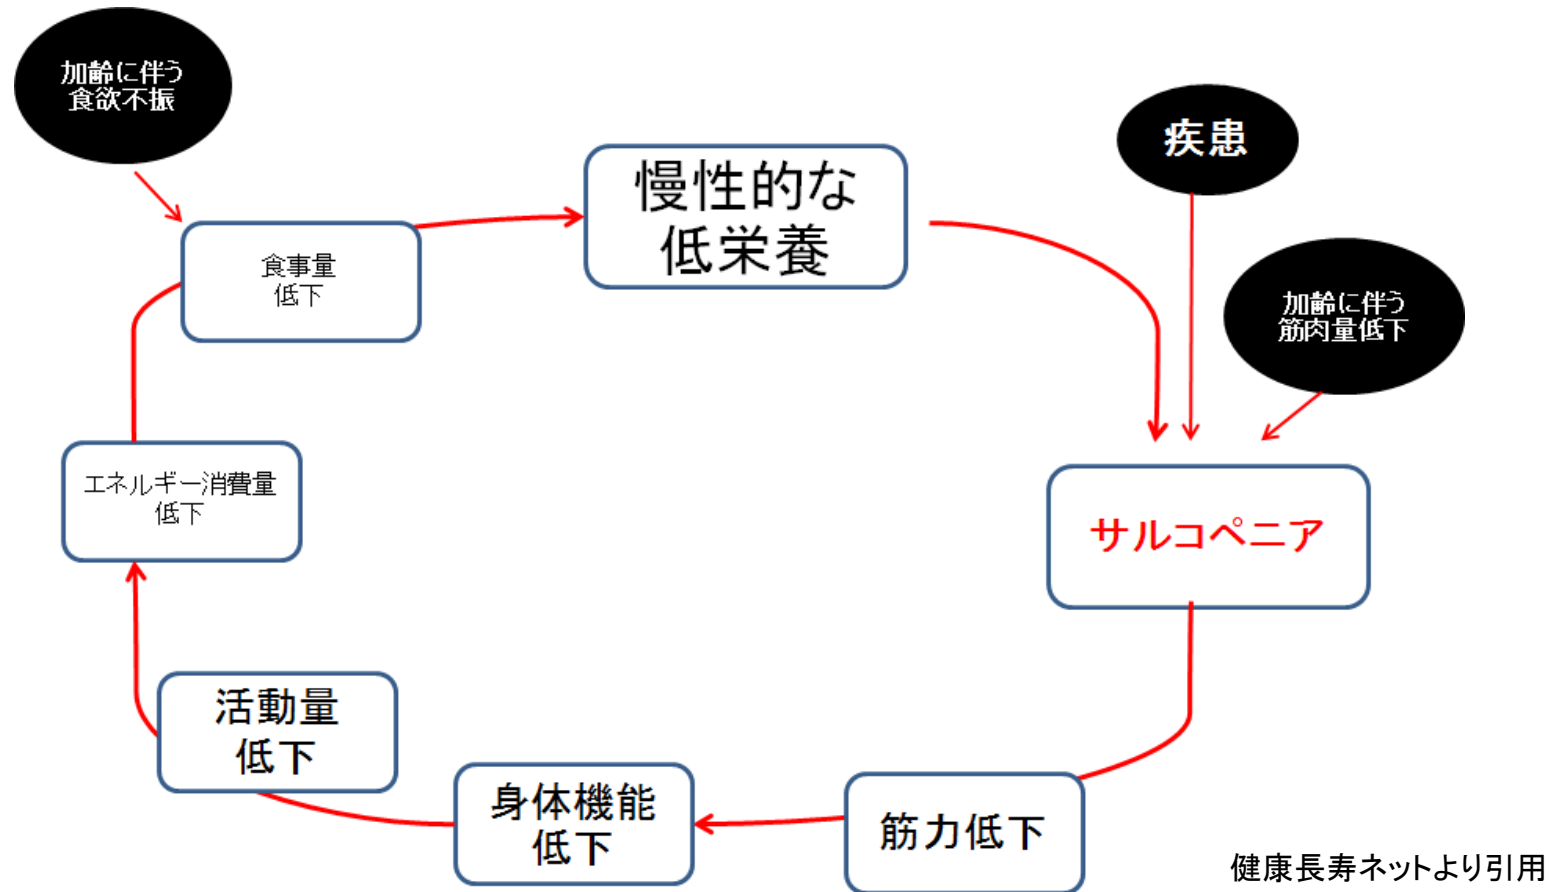 加齢に伴う
食欲不振
慢性的な
低栄養
疾患
食事量
低下
加齢に伴う
筋肉量低下
エネルギー消費量
低下
サルコペニア
活動量
低下
身体機能
低下
筋力低下
健康長寿ネットより引用